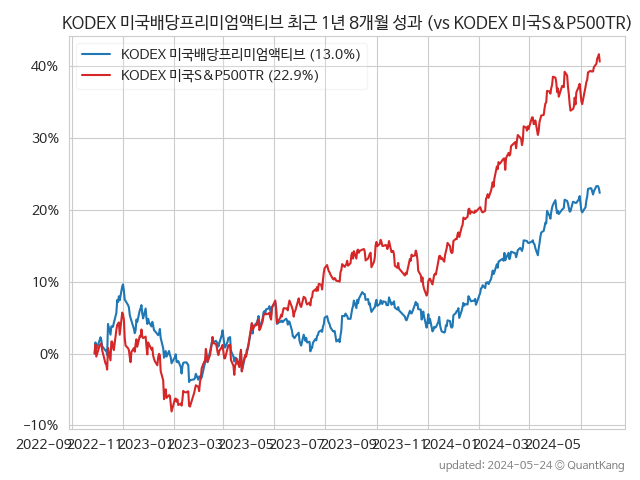 KODEX 미국배당프리미엄액티브 최근 1년 8개월 성과 (vs KODEX 미국S&P500TR)
KODEX 미국배당프리미엄액티브 (13.0%)
KODEX 미국S&P500TR (22.9%)
40%
30%
20%
10%
0%
−10%
2022-09 2022-11 2023-01 2023-03 2023-05 2023-07 2023-09 2023-11 2024-01 2024-03 2024-05
updated: 2024-05-24 © QuantKang